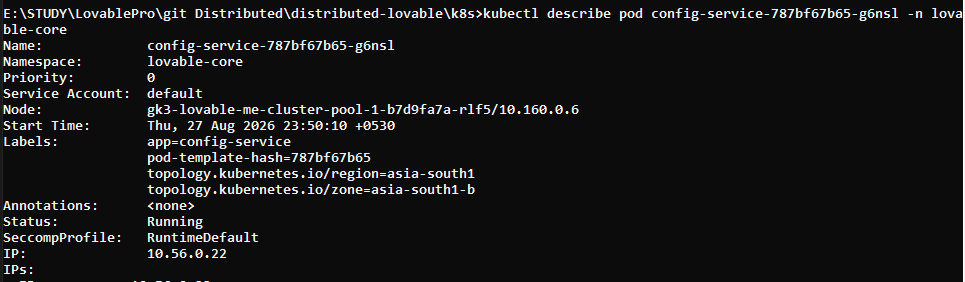 E:\STUDY\LovablePro\git Distributed\distributed-lovable\k8s>kubectl describe pod config-service-787bf67b65-g6nsl -n lova
ble-core
Name:             config-service-787bf67b65-g6nsl
Namespace:        lovable-core
Priority:         0
Service Account:  default
Node:             gk3-lovable-me-cluster-pool-1-b7d9fa7a-rlf5/10.160.0.6
Start Time:       Thu, 27 Aug 2026 23:50:10 +0530
Labels:           app=config-service
                  pod-template-hash=787bf67b65
                  topology.kubernetes.io/region=asia-south1
                  topology.kubernetes.io/zone=asia-south1-b
Annotations:      <none>
Status:           Running
SeccompProfile:   RuntimeDefault
IP:               10.56.0.22
IPs: